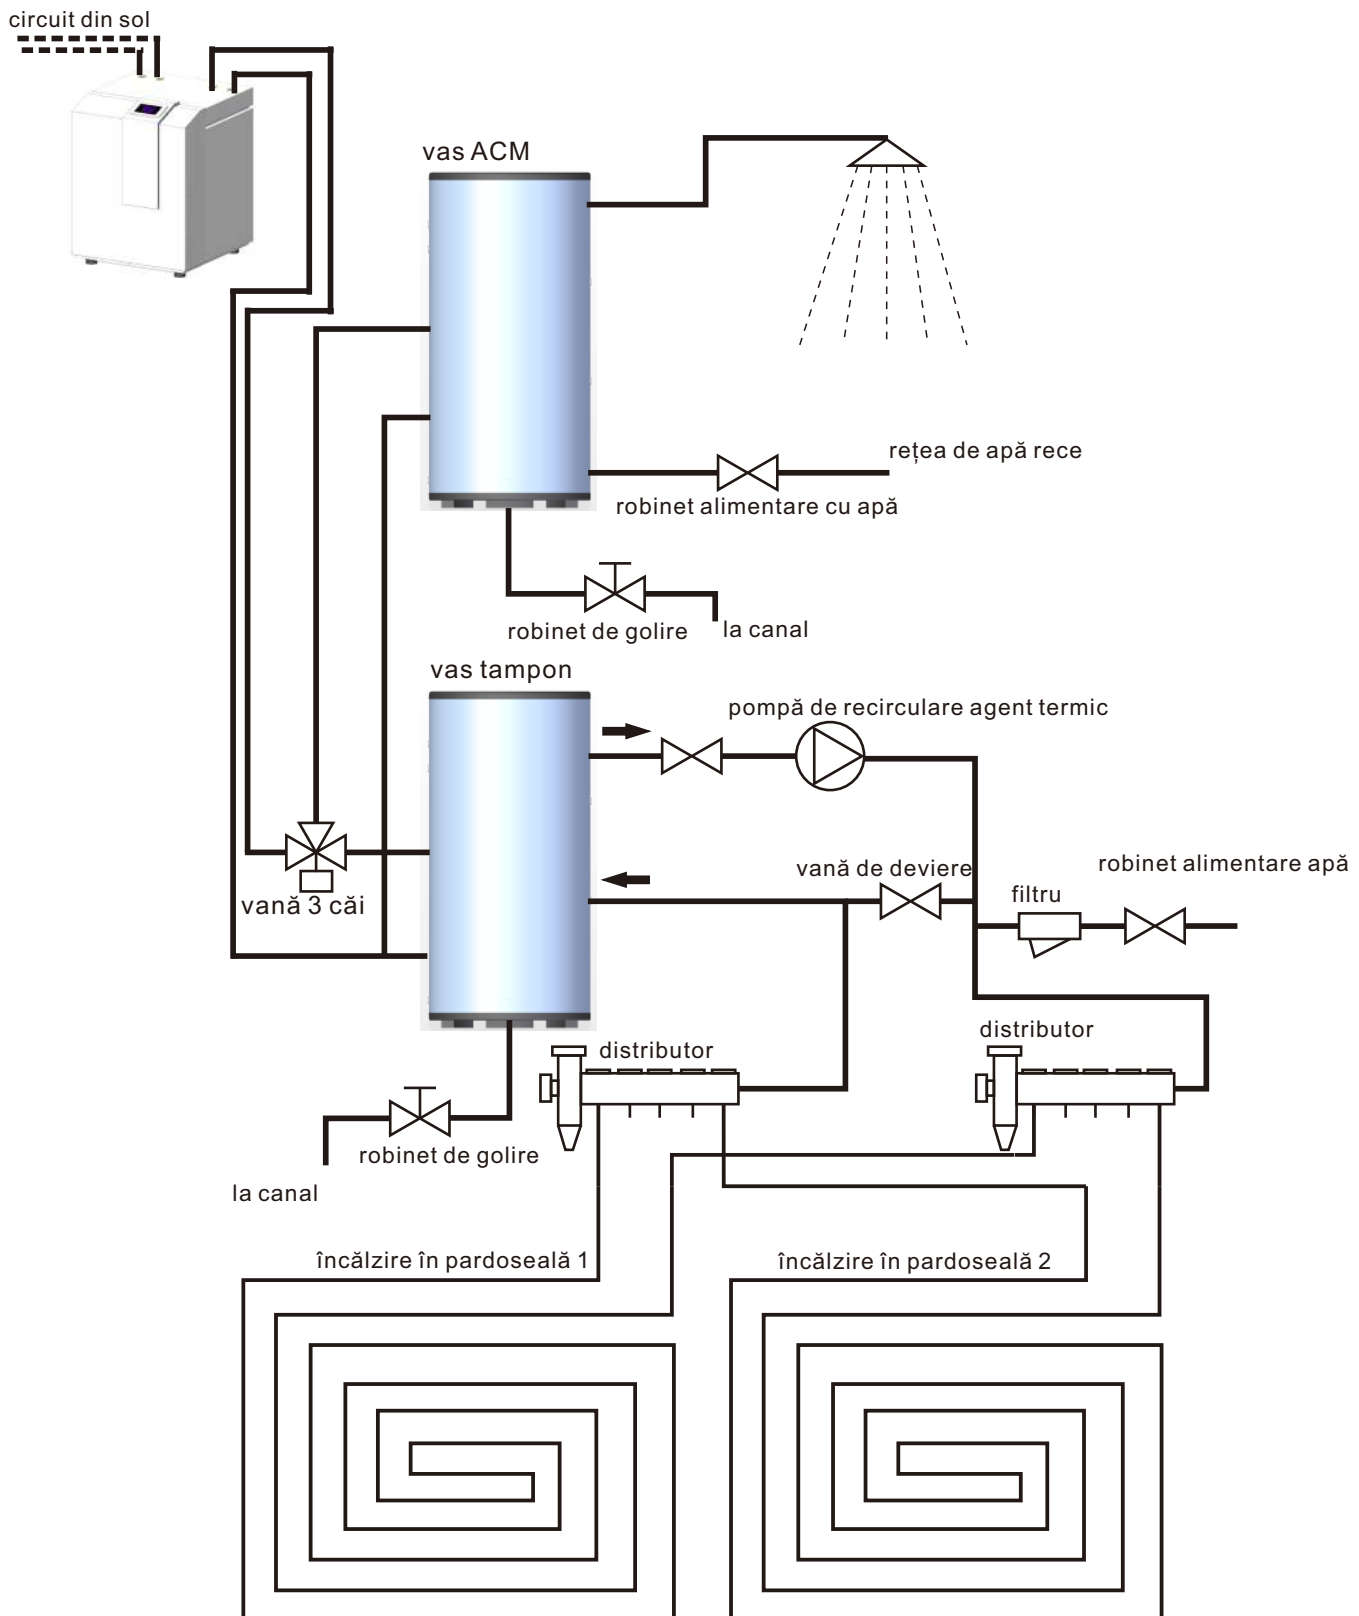 circuit din sol
vas ACM
rețea de apă rece
robinet alimentare cu apă
robinet de golire
la canal
vas tampon
pompă de recirculare agent termic
vană de deviere
robinet alimentare apă
filtru
vană 3 căi
distributor
distributor
robinet de golire
la canal
încălzire în pardoseală 1
încălzire în pardoseală 2